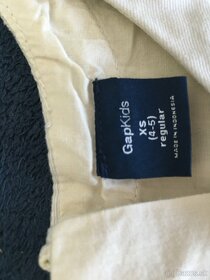 GapKids
XS
(4-5)
regular
MADE IN INDONESIA